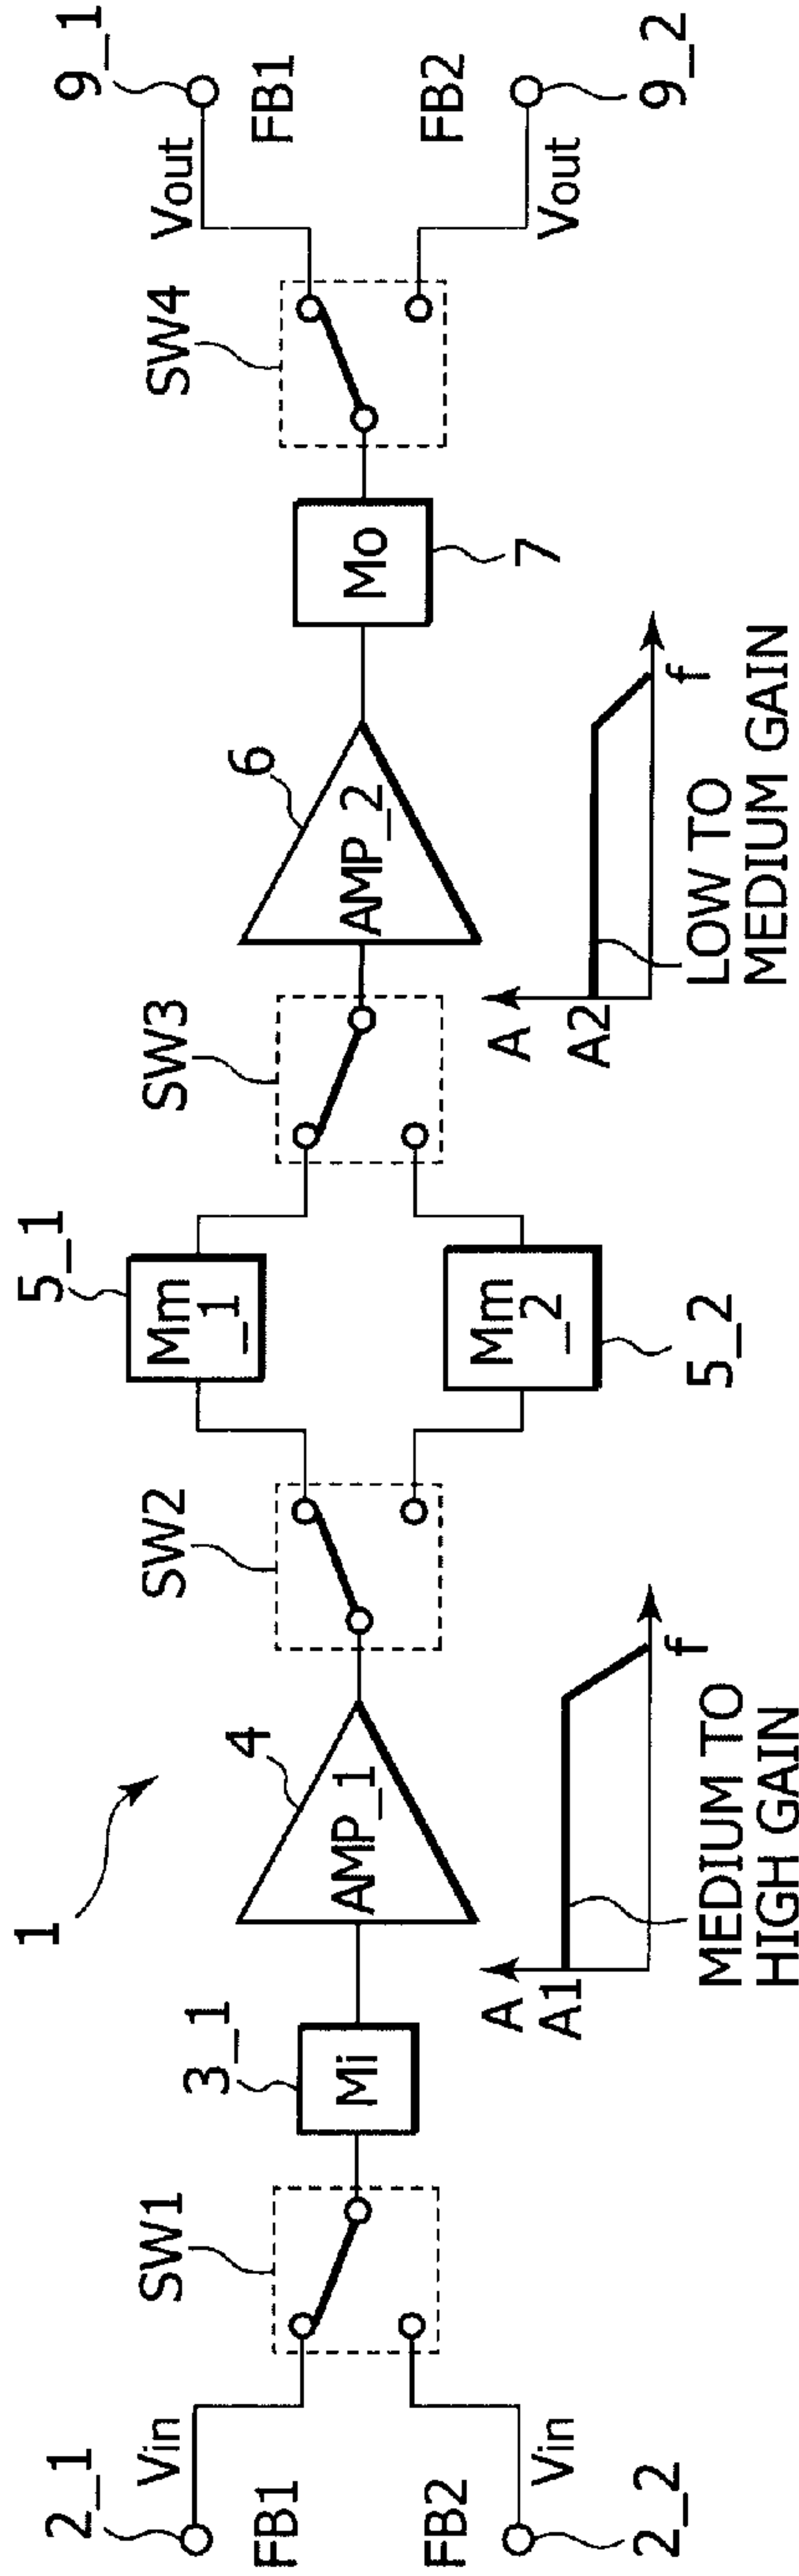 1
2_1
Vin
FB1
FB2
Vin
2_2
SW1
3_1
Mi
4
AMP_1
A
A1
f
MEDIUM TO
HIGH GAIN
SW2
5_1
Mm
_1
Mm
_2
5_2
SW3
6
AMP_2
A
A2
f
LOW TO
MEDIUM GAIN
Mo
7
SW4
Vout
9_1
FB1
FB2
Vout
9_2